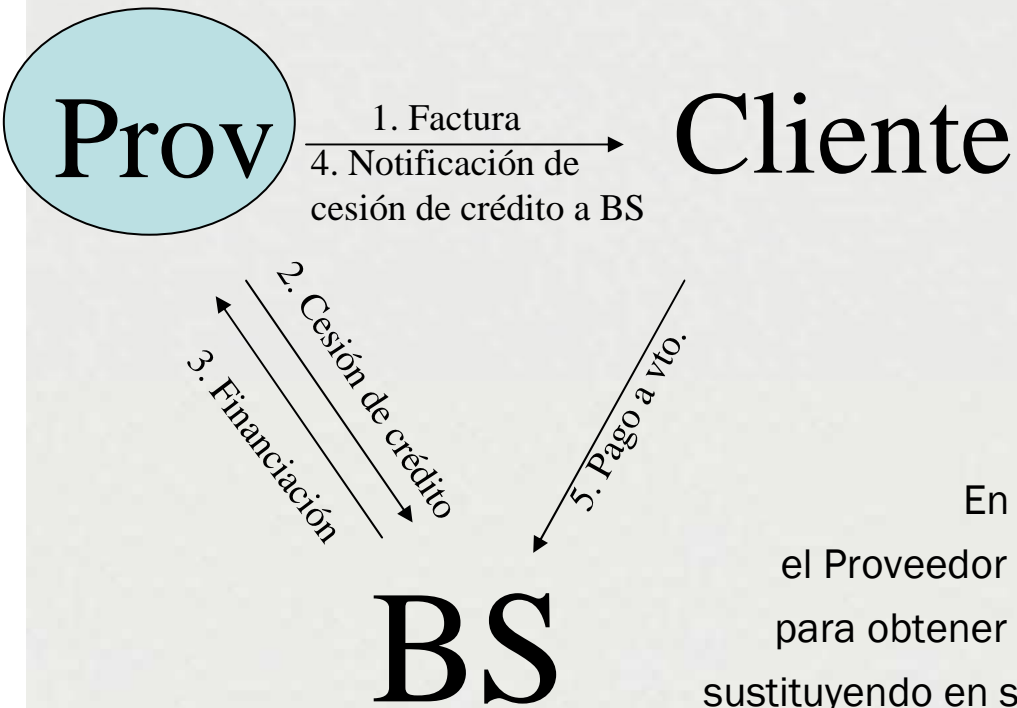 Prov
1. Factura
Cliente
4. Notificación de
cesión de crédito a BS
2. Cesión de crédito
3. Financiación
5. Pago a vto.
En
el Proveedor
para obtener
BS
sustituyendo en s